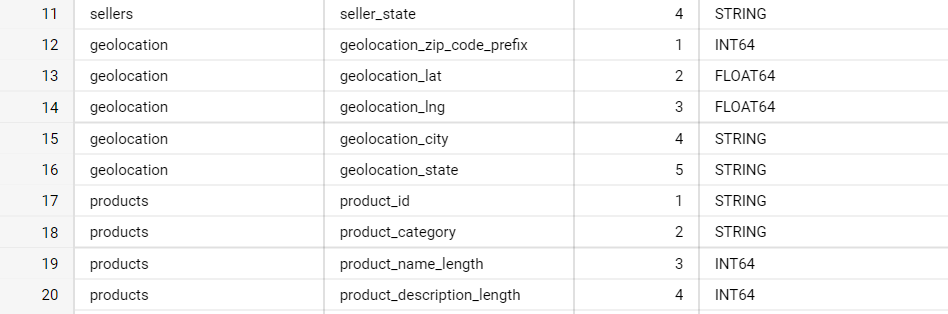 11 sellers seller_state 4 STRING
12 geolocation geolocation_zip_code_prefix 1 INT64
13 geolocation geolocation_lat 2 FLOAT64
14 geolocation geolocation_lng 3 FLOAT64
15 geolocation geolocation_city 4 STRING
16 geolocation geolocation_state 5 STRING
17 products product_id 1 STRING
18 products product_category 2 STRING
19 products product_name_length 3 INT64
20 products product_description_length 4 INT64